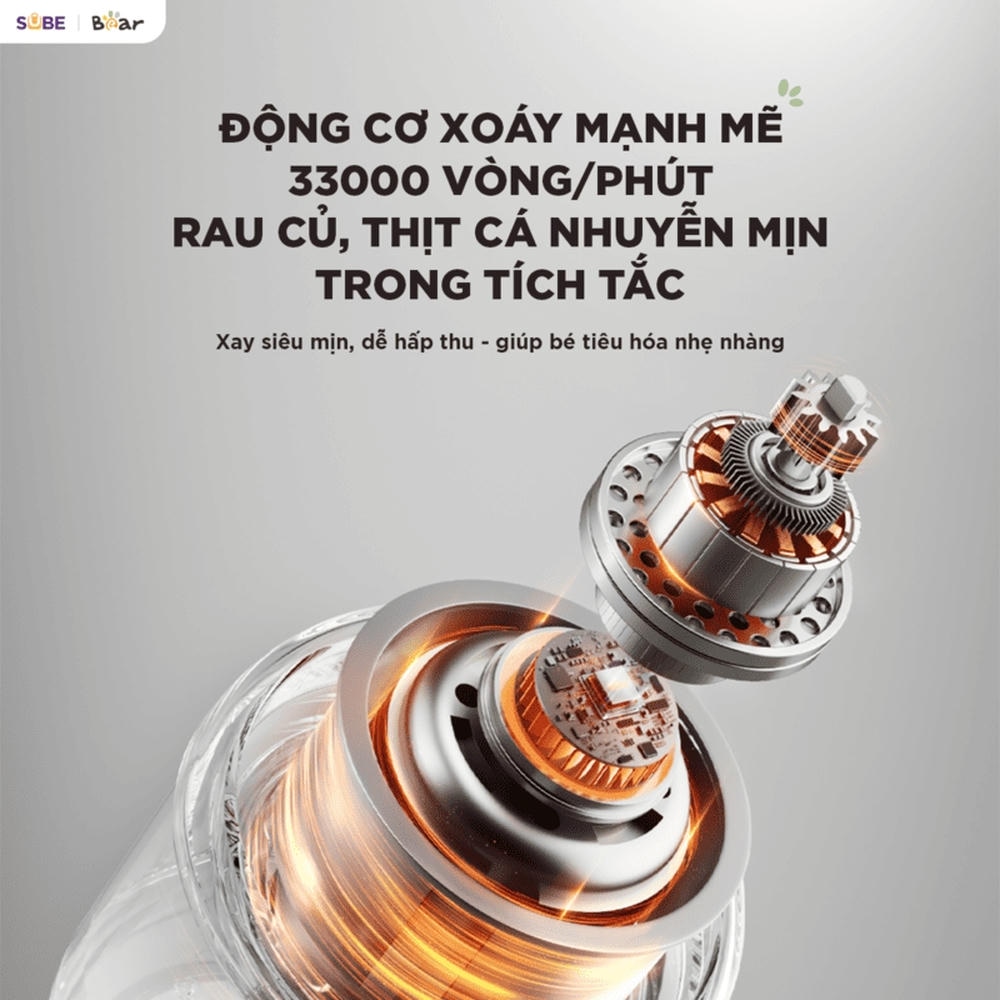 SUBE | Bear
ĐỘNG CƠ XOÁY MẠNH MẼ
33000 VÒNG/PHÚT
RAU CỦ, THỊT CÁ NHUYỄN MỊN
TRONG TÍCH TẮC
Xay siêu mịn, dễ hấp thu - giúp bé tiêu hóa nhẹ nhàng